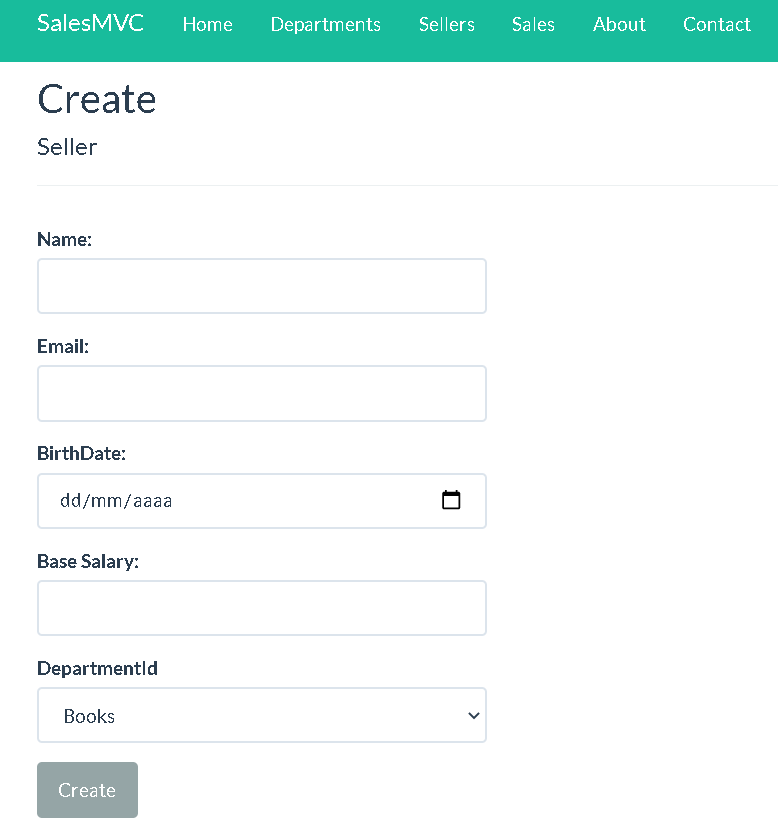 SalesMVC Home Departments Sellers Sales About Contact
Create
Seller
Name:
Email:
BirthDate:
dd/mm/aaaa
Base Salary:
DepartmentId
Books
Create